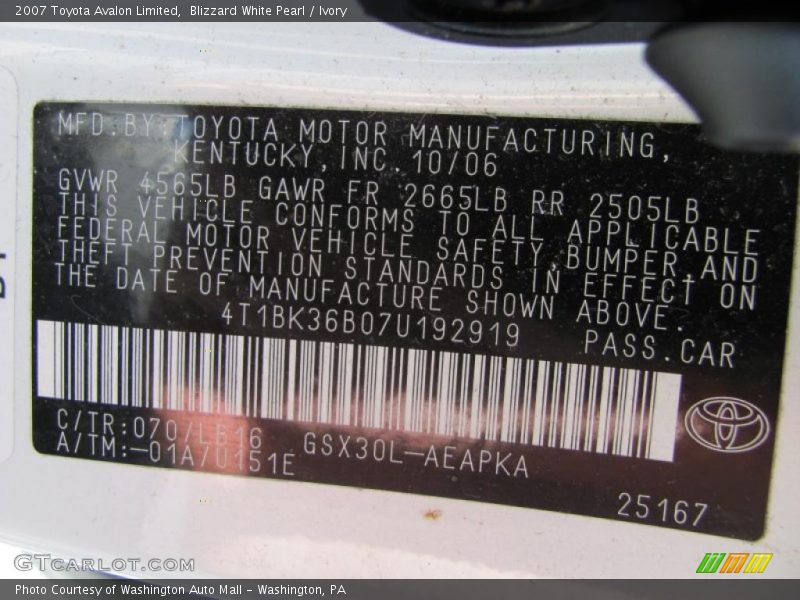 2007 Toyota Avalon Limited, Blizzard White Pearl / Ivory
MFD.BY:TOYOTA MOTOR MANUFACTURING,
KENTUCKY,INC.10/06
GVWR 4565LB GAWR FR 2665LB RR 2505LB
THIS VEHICLE CONFORMS TO ALL APPLICABLE
FEDERAL MOTOR VEHICLE SAFETY,BUMPER,AND
THEFT PREVENTION STANDARDS IN EFFECT ON
THE DATE OF MANUFACTURE SHOWN ABOVE.
4T1BK36B07U192919 PASS.CAR
C/TR:070/LB16 GSX30L-AEAPKA
A/TM:-01A/U151E
25167
GTCARLOT.COM
Photo Courtesy of Washington Auto Mall - Washington, PA